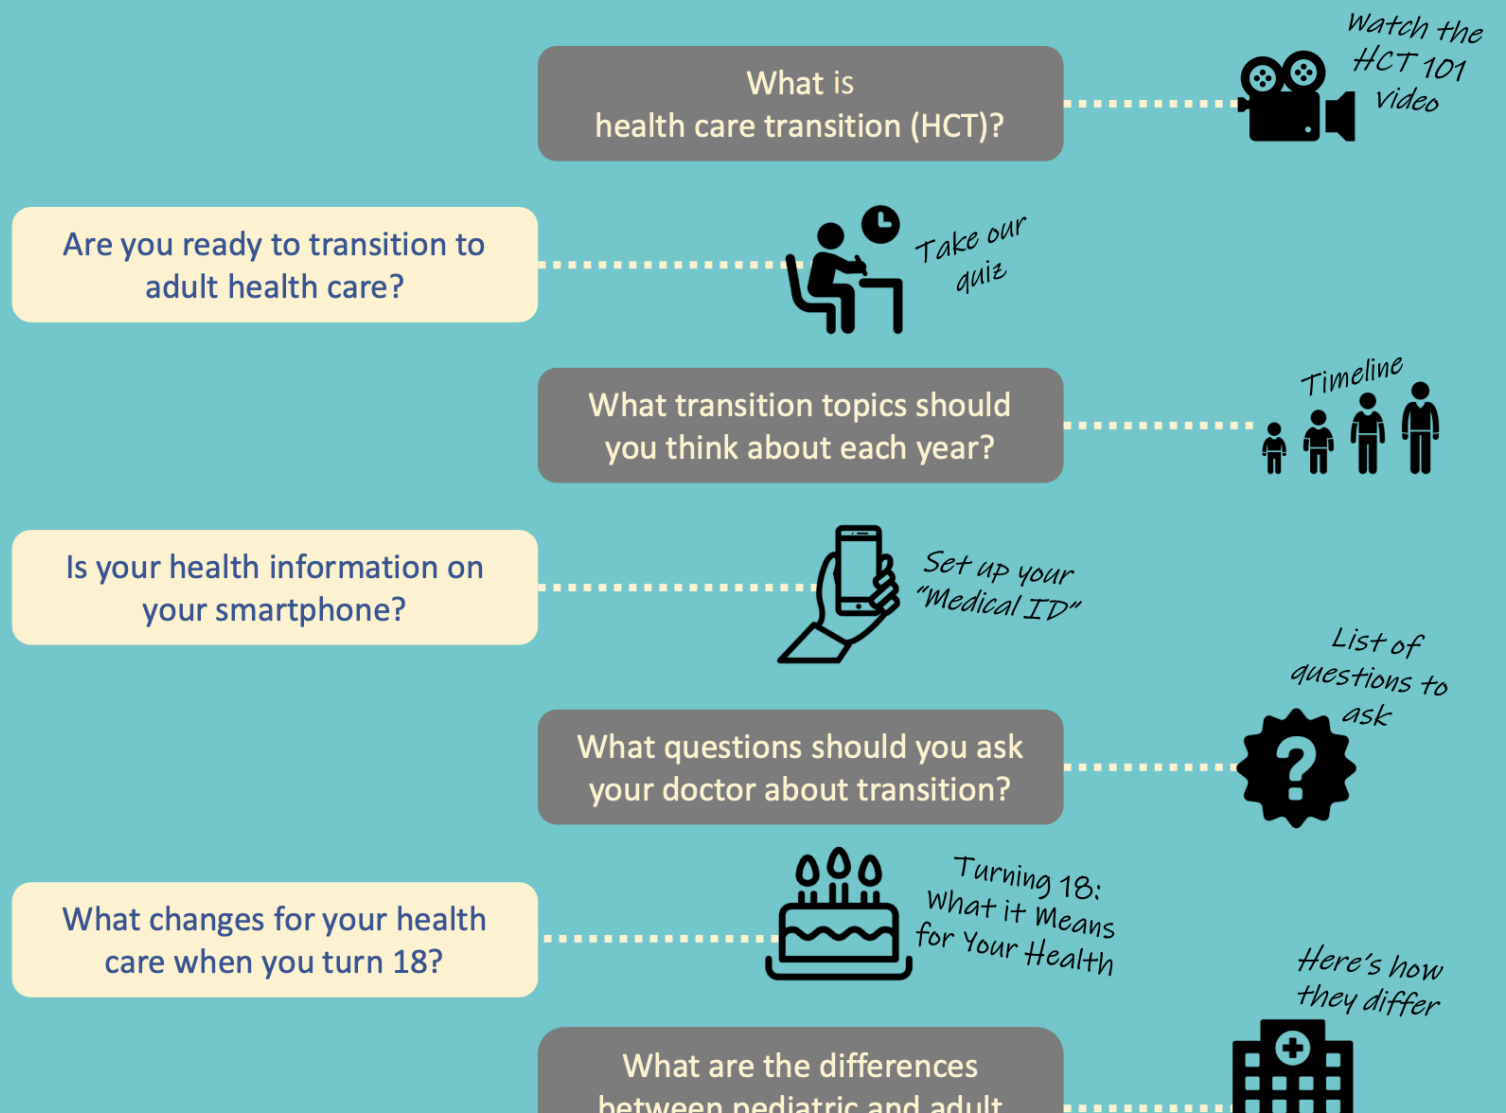 What is
health care transition (HCT)?
Watch the
HCT 101
video
Are you ready to transition to
adult health care?
Take our
quiz
What transition topics should
you think about each year?
Timeline
Is your health information on
your smartphone?
Set up your
"Medical ID"
What questions should you ask
your doctor about transition?
List of
questions to
ask
?
What changes for your health
care when you turn 18?
Turning 18:
What it Means
for Your Health
What are the differences
between pediatric and adult
Here's how
they differ